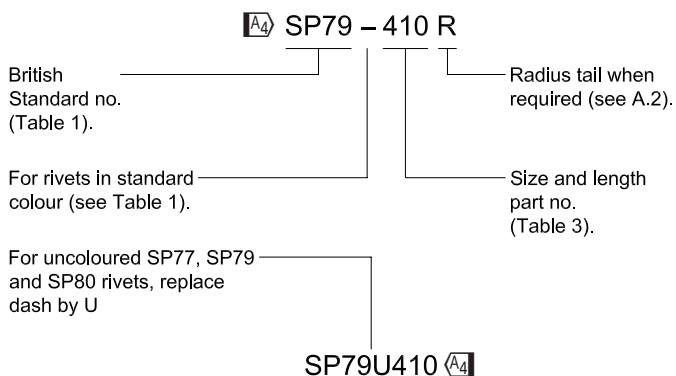 A4 SP79 – 410 R
British
Standard no.
(Table 1).
Radius tail when
required (see A.2).
For rivets in standard
colour (see Table 1).
Size and length
part no.
(Table 3).
For uncoloured SP77, SP79
and SP80 rivets, replace
dash by U
SP79U410 A4